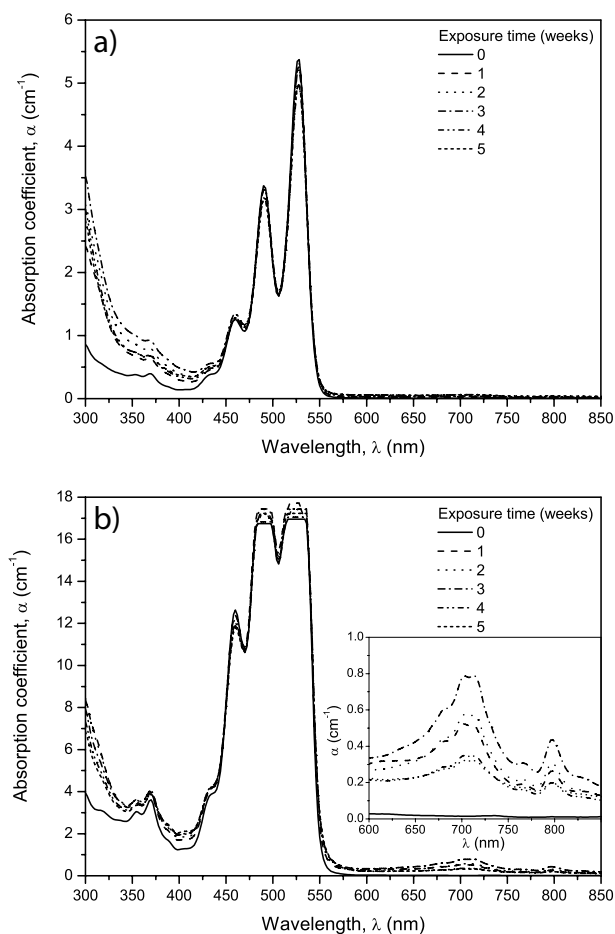 a)
Exposure time (weeks)
0
1
2
3
4
5
6
5
4
3
2
1
0
Absorption coefficient, α (cm⁻¹)
300 350 400 450 500 550 600 650 700 750 800 850
Wavelength, λ (nm)
b)
Exposure time (weeks)
0
1
2
3
4
5
18
16
14
12
10
8
6
4
2
0
Absorption coefficient, α (cm⁻¹)
1.0
0.8
0.6
0.4
0.2
0.0
α (cm⁻¹)
600 650 700 750 800
λ (nm)
300 350 400 450 500 550 600 650 700 750 800 850
Wavelength, λ (nm)